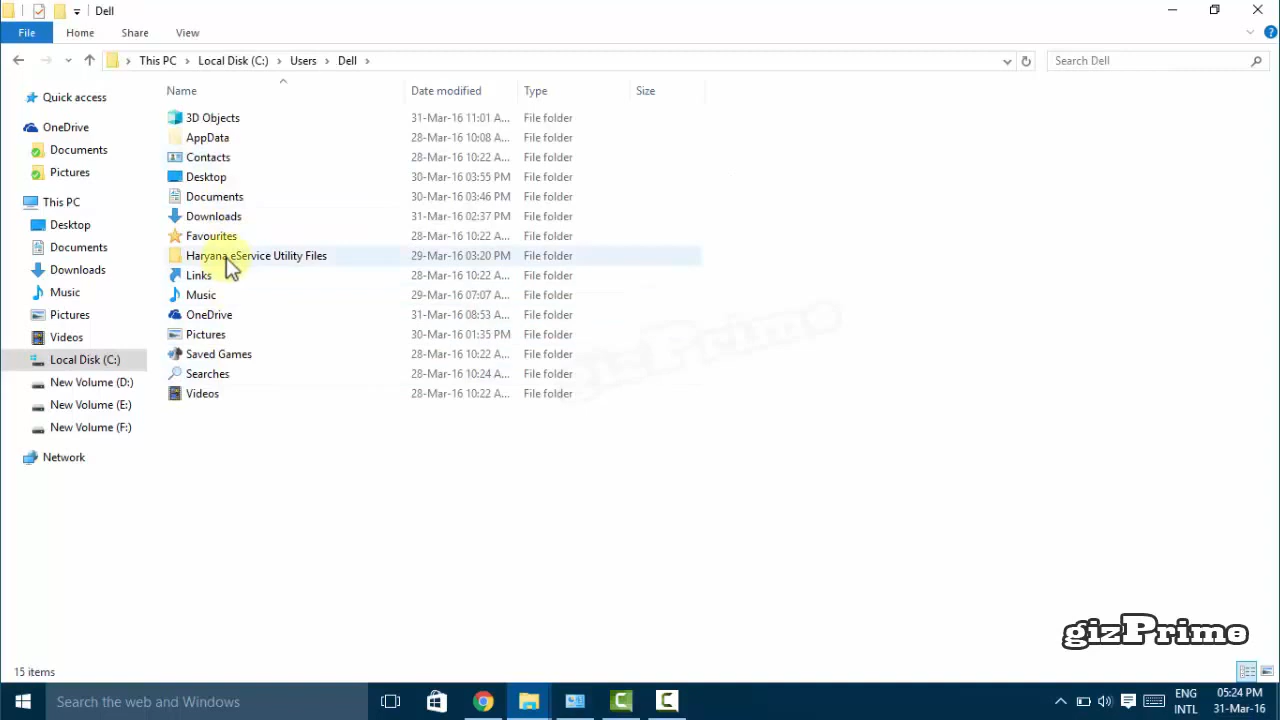 Dell
File Home Share View
This PC Local Disk (C:) Users Dell Search Dell
Name Date modified Type Size
Quick access
OneDrive
Documents
Pictures
This PC
Desktop
Documents
Downloads
Music
Pictures
Videos
Local Disk (C:)
New Volume (D:)
New Volume (E:)
New Volume (F:)
Network
3D Objects 31-Mar-16 11:01 A... File folder
AppData 28-Mar-16 10:08 A... File folder
Contacts 28-Mar-16 10:22 A... File folder
Desktop 30-Mar-16 03:55 PM File folder
Documents 30-Mar-16 03:46 PM File folder
Downloads 31-Mar-16 02:37 PM File folder
Favourites 28-Mar-16 10:22 A... File folder
Haryana eService Utility Files 29-Mar-16 03:20 PM File folder
Links 28-Mar-16 10:22 A... File folder
Music 29-Mar-16 07:07 A... File folder
OneDrive 31-Mar-16 08:53 A... File folder
Pictures 30-Mar-16 01:35 PM File folder
Saved Games 28-Mar-16 10:22 A... File folder
Searches 28-Mar-16 10:24 A... File folder
Videos 28-Mar-16 10:22 A... File folder
gizPrime
gizPrime
15 items
Search the web and Windows
ENG
INTL
05:24 PM
31-Mar-16